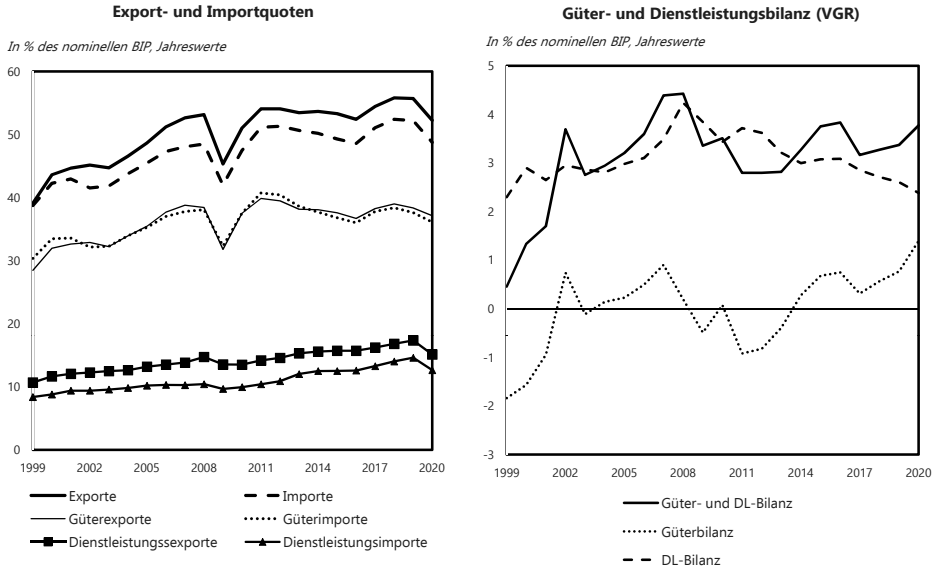 Export- und Importquoten
In % des nominellen BIP, Jahreswerte
60
50
40
30
20
10
0
1999 2002 2005 2008 2011 2014 2017 2020
Exporte Importe
Güterexporte Güterimporte
Dienstleistungssexporte Dienstleistungsimporte
Güter- und Dienstleistungsbilanz (VGR)
In % des nominellen BIP, Jahreswerte
5
4
3
2
1
0
-1
-2
-3
1999 2002 2005 2008 2011 2014 2017 2020
Güter- und DL-Bilanz
Güterbilanz
DL-Bilanz